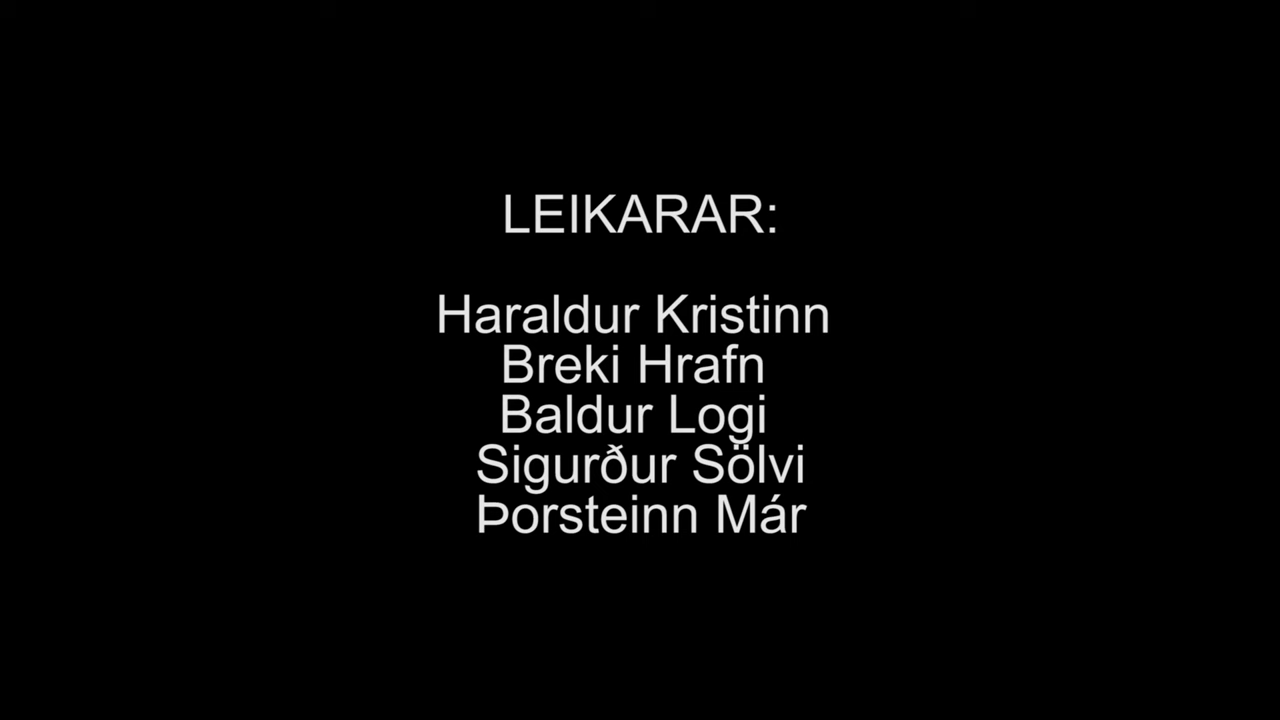 LEIKARAR:
Haraldur Kristinn
Breki Hrafn
Baldur Logi
Sigurður Sölvi
Þorsteinn Már